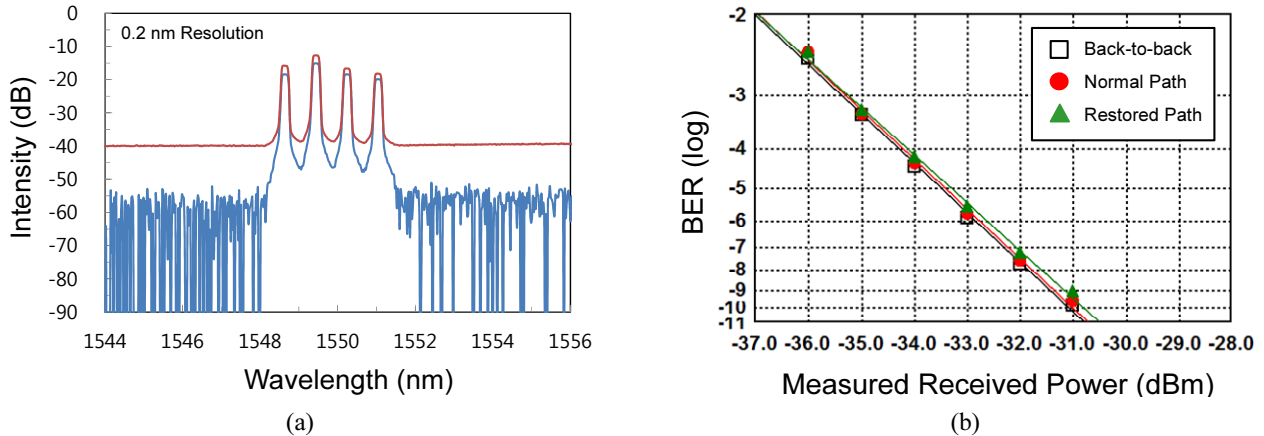 0.2 nm Resolution
Intensity (dB)
0
-10
-20
-30
-40
-50
-60
-70
-80
-90
1544 1546 1548 1550 1552 1554 1556
Wavelength (nm)
(a)
BER (log)
-2
-3
-4
-5
-6
-7
-8
-9
-10
-11
Back-to-back
Normal Path
Restored Path
-37.0 -36.0 -35.0 -34.0 -33.0 -32.0 -31.0 -30.0 -29.0 -28.0
Measured Received Power (dBm)
(b)